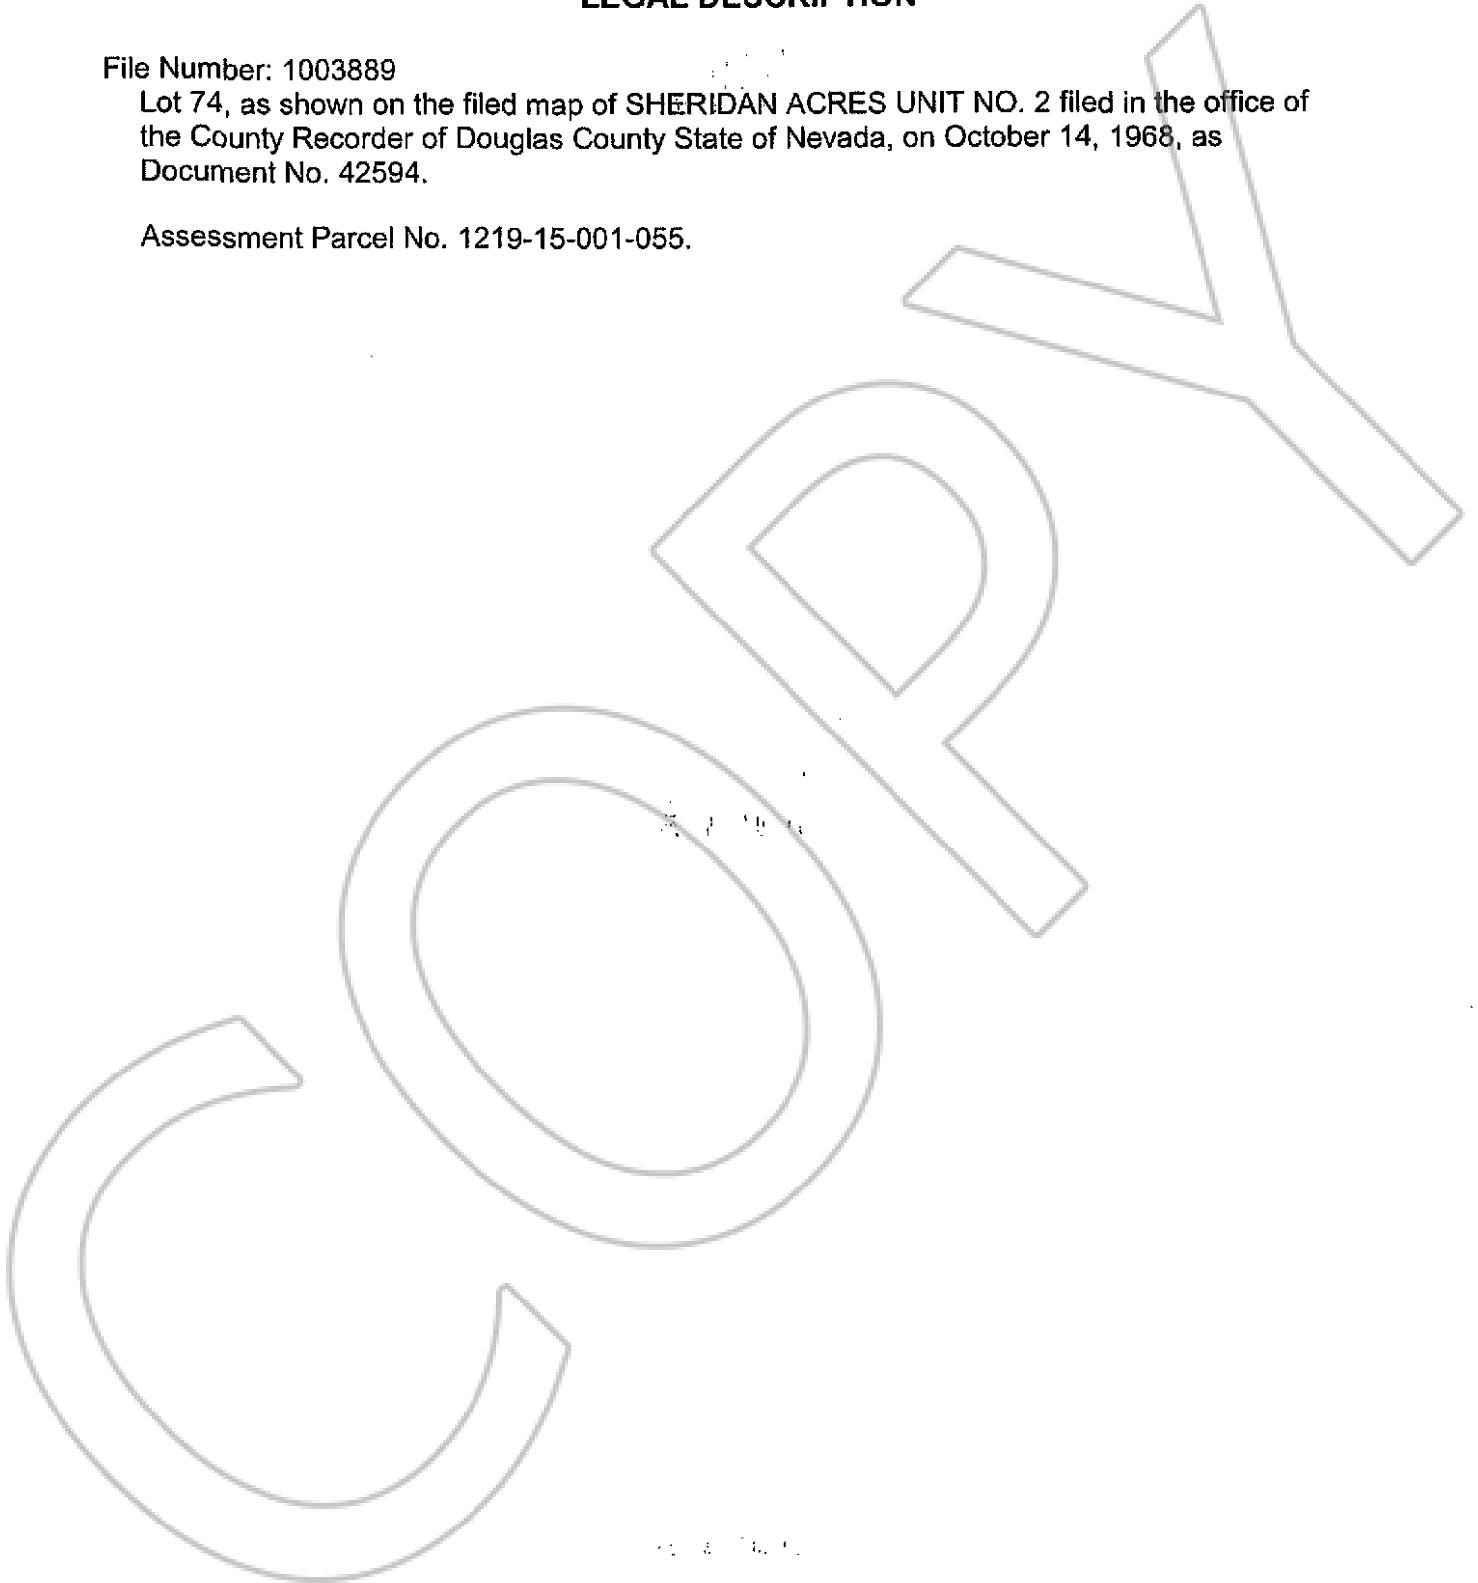 LEGAL DESCRIPTION
File Number: 1003889
Lot 74, as shown on the filed map of SHERIDAN ACRES UNIT NO. 2 filed in the office of
the County Recorder of Douglas County State of Nevada, on October 14, 1968, as
Document No. 42594.
Assessment Parcel No. 1219-15-001-055.
COPY